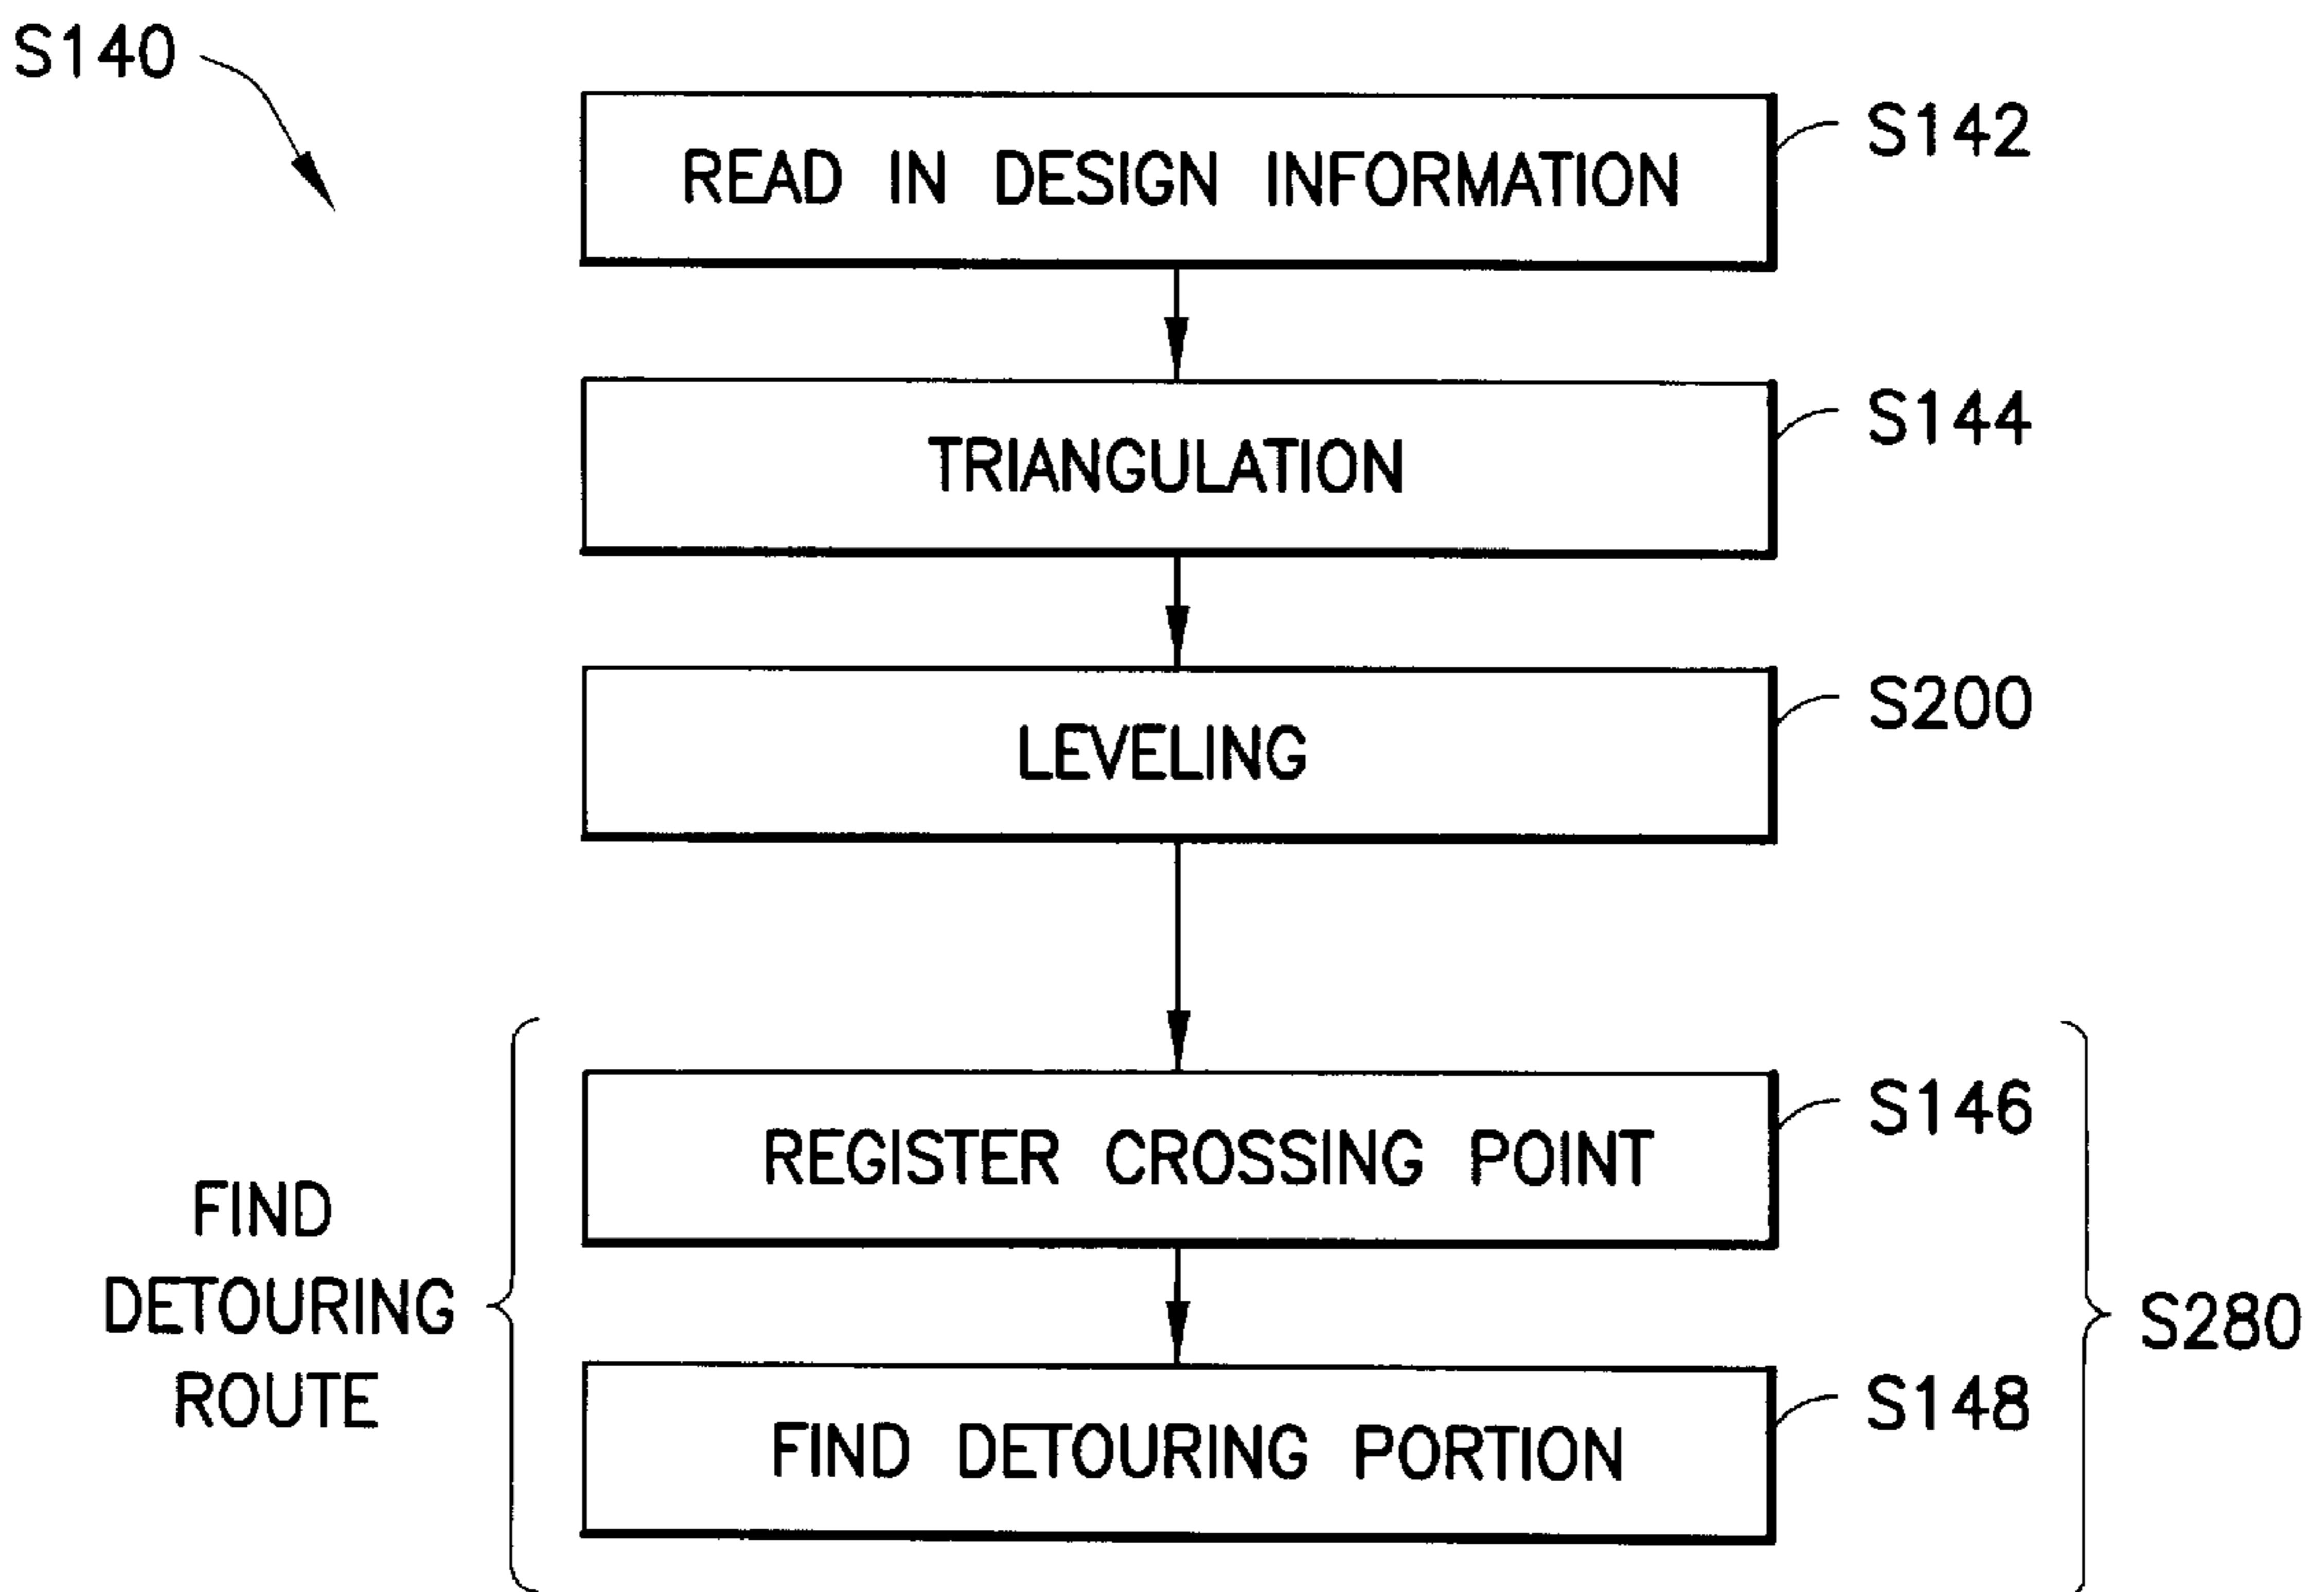 S140
READ IN DESIGN INFORMATION
S142
TRIANGULATION
S144
LEVELING
S200
REGISTER CROSSING POINT
S146
FIND
DETOURING
ROUTE
S280
FIND DETOURING PORTION
S148